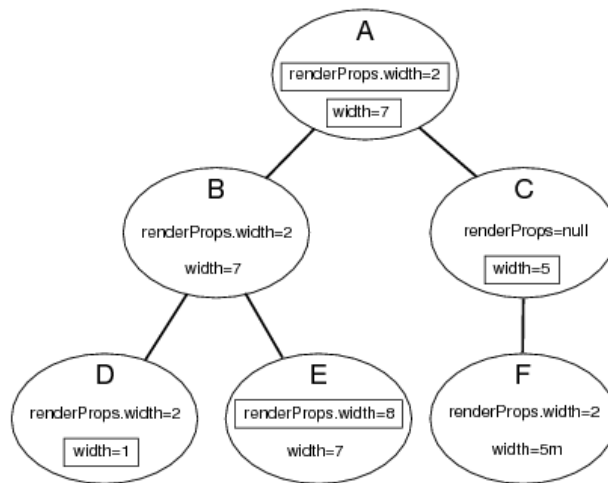 A
renderProps.width=2
width=7
B
renderProps.width=2
width=7
C
renderProps=null
width=5
D
renderProps.width=2
width=1
E
renderProps.width=8
width=7
F
renderProps.width=2
width=5m